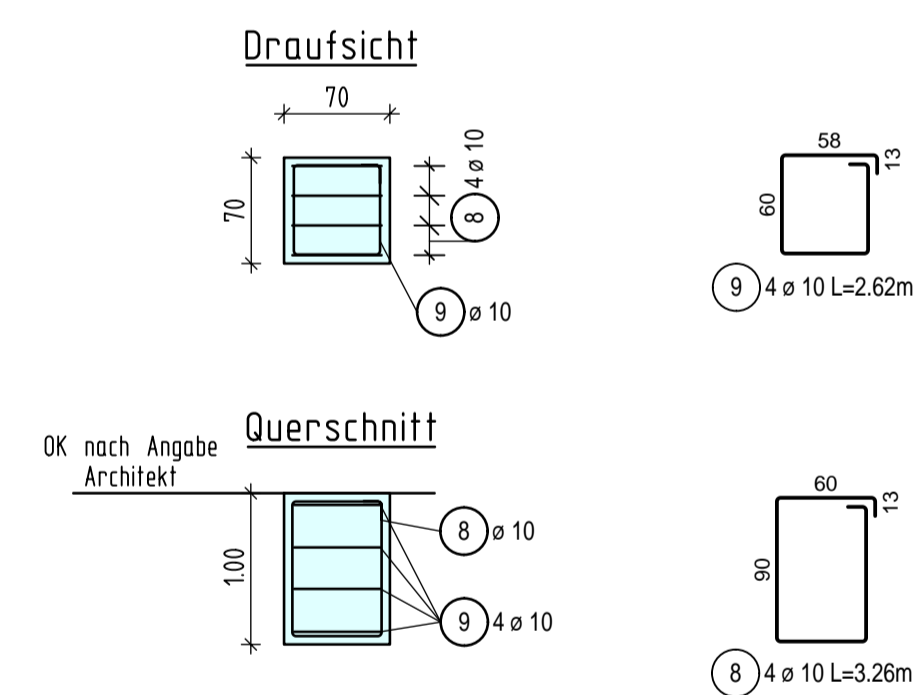 Draufsicht
70
70
4 ø 10
8
9 ø 10
58
13
60
9 4 ø 10 L=2.62m
Querschnitt
OK nach Angabe
Architekt
1.00
8 ø 10
9 4 ø 10
60
13
90
8 4 ø 10 L=3.26m